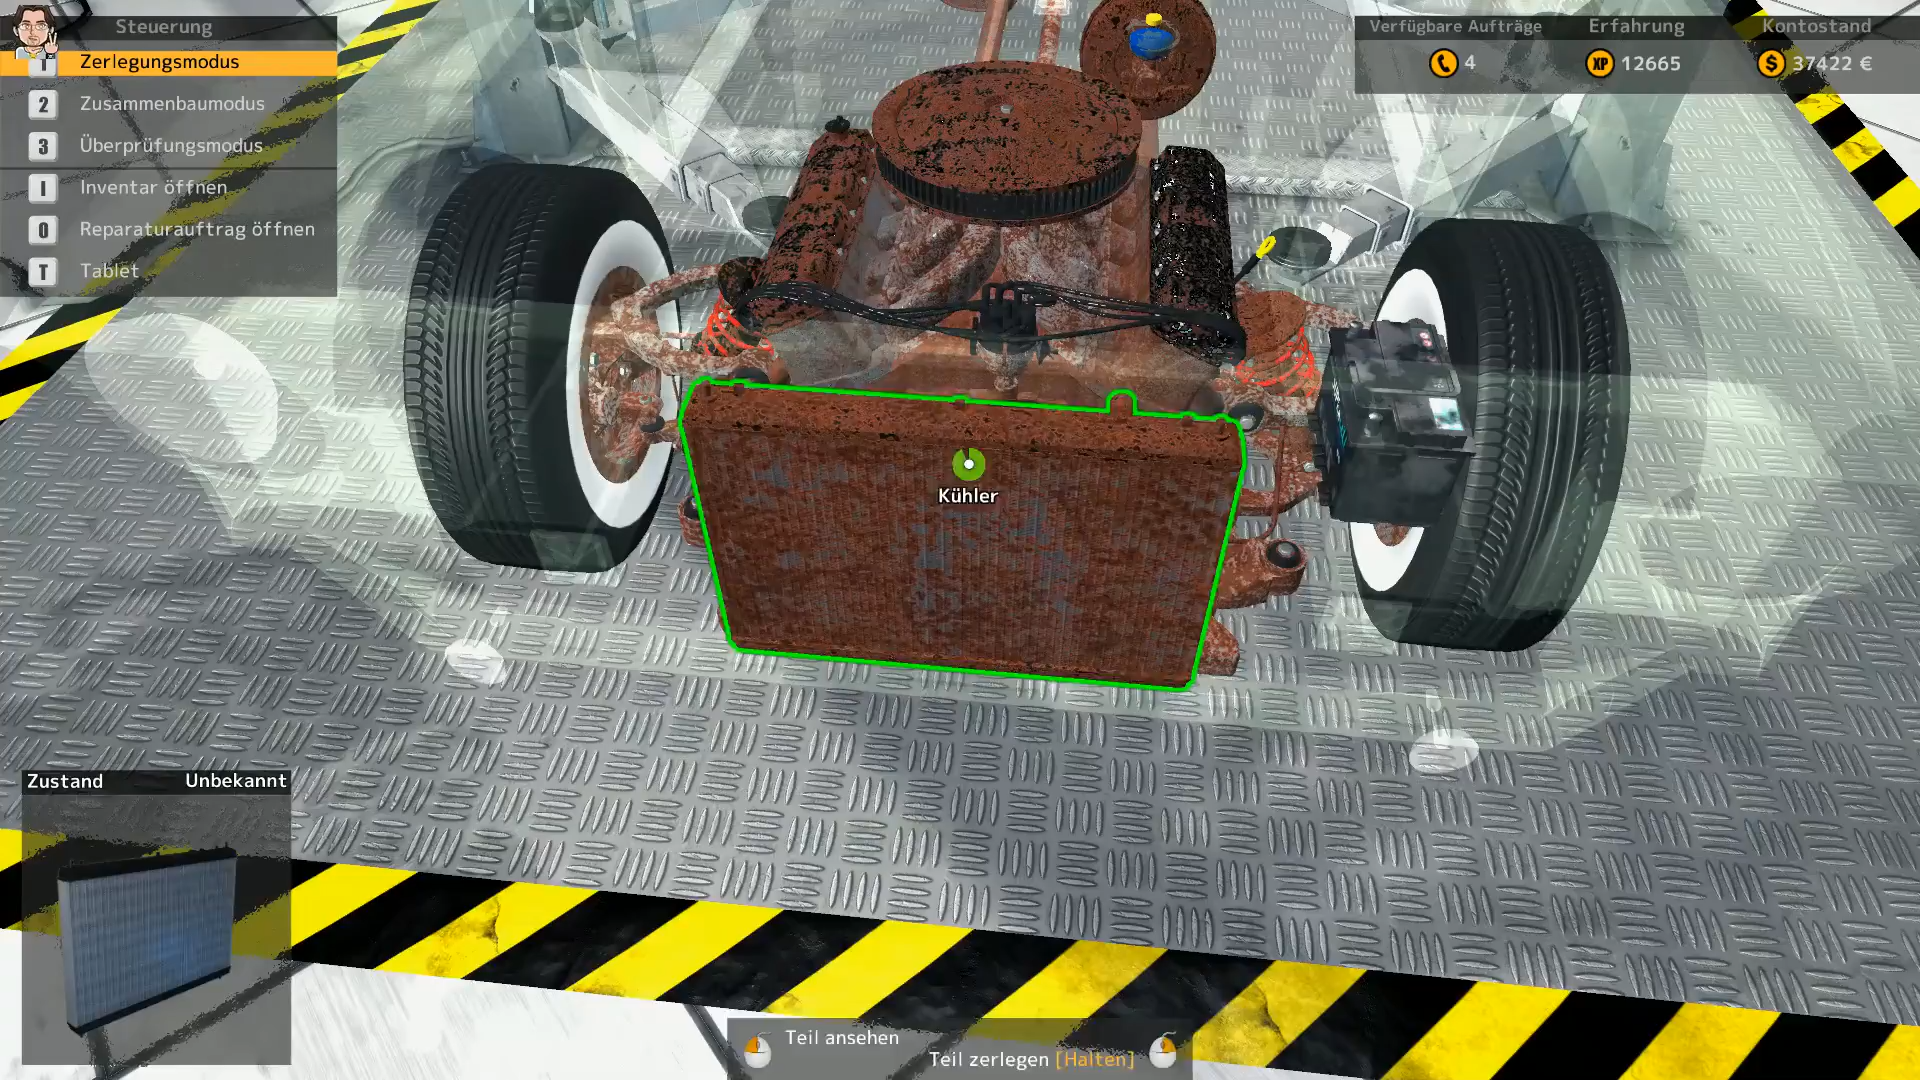 Steuerung
1 Zerlegungsmodus
2 Zusammenbaumodus
3 Überprüfungsmodus
I Inventar öffnen
O Reparaturauftrag öffnen
T Tablet
Verfügbare Aufträge Erfahrung Kontostand
4 XP 12665 $ 37422 €
Kühler
Zustand Unbekannt
Teil ansehen
Teil zerlegen [Halten]